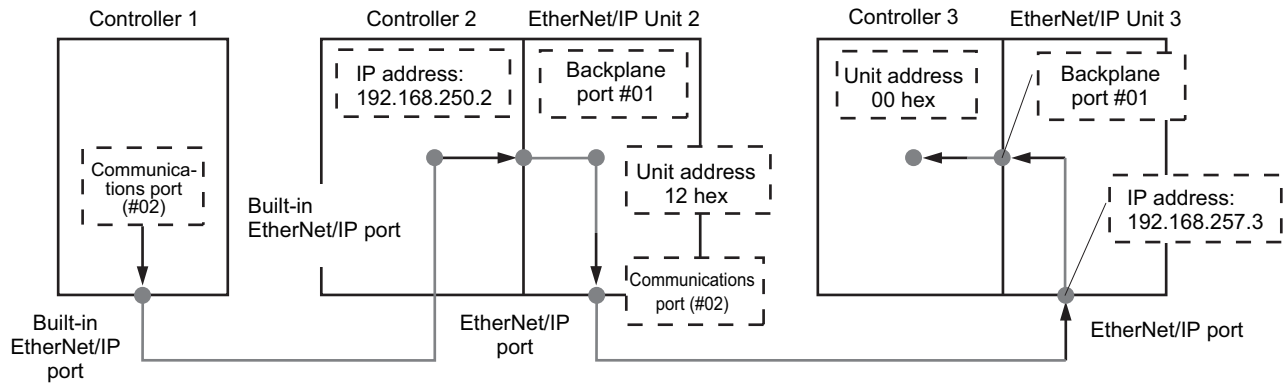 Controller 1
Controller 2
EtherNet/IP Unit 2
Controller 3
EtherNet/IP Unit 3
IP address:
192.168.250.2
Backplane
port #01
Unit address
00 hex
Backplane
port #01
Communica-
tions port
(#02)
Unit address
12 hex
Built-in
EtherNet/IP port
IP address:
192.168.257.3
Communications
port (#02)
Built-in
EtherNet/IP
port
EtherNet/IP
port
EtherNet/IP port